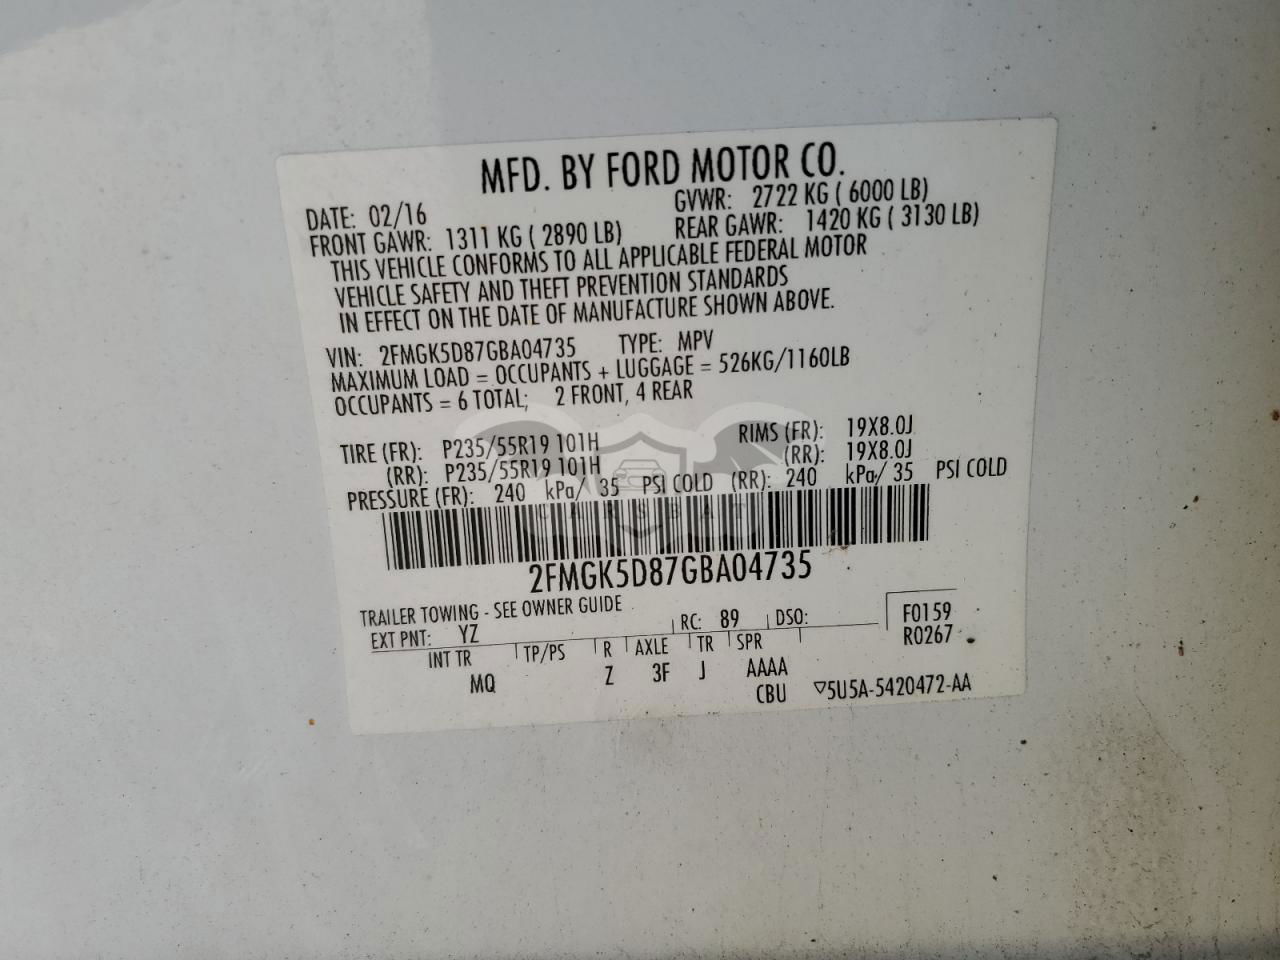 MFD. BY FORD MOTOR CO.
DATE: 02/16 GVWR: 2722 KG ( 6000 LB)
FRONT GAWR: 1311 KG ( 2890 LB) REAR GAWR: 1420 KG ( 3130 LB)
THIS VEHICLE CONFORMS TO ALL APPLICABLE FEDERAL MOTOR
VEHICLE SAFETY AND THEFT PREVENTION STANDARDS
IN EFFECT ON THE DATE OF MANUFACTURE SHOWN ABOVE.
VIN: 2FMGK5D87GBA04735 TYPE: MPV
MAXIMUM LOAD = OCCUPANTS + LUGGAGE = 526KG/1160LB
OCCUPANTS = 6 TOTAL; 2 FRONT, 4 REAR
TIRE (FR): P235/55R19 101H RIMS (FR): 19X8.0J
(RR): P235/55R19 101H (RR): 19X8.0J
PRESSURE (FR): 240 kPa/ 35 PSI COLD (RR): 240 kPa/ 35 PSI COLD
CARSBAT
2FMGK5D87GBA04735
TRAILER TOWING - SEE OWNER GUIDE
EXT PNT: YZ RC: 89 DSO: F0159
R0267
INT TR TP/PS R AXLE TR SPR
MQ Z 3F J AAAA
CBU ▽5U5A-5420472-AA